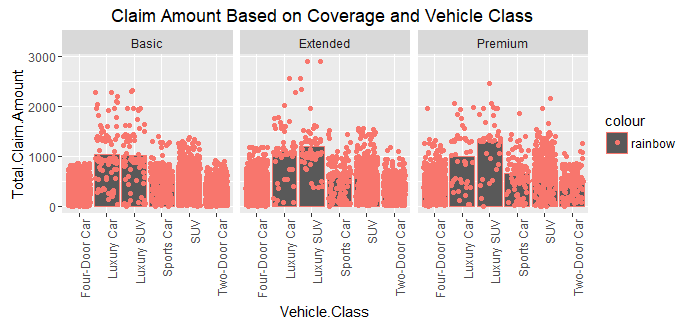 Claim Amount Based on Coverage and Vehicle Class
Basic
Extended
Premium
Total.Claim.Amount
3000
2000
1000
0
Four-Door Car
Luxury Car
Luxury SUV
Sports Car
SUV
Two-Door Car
Four-Door Car
Luxury Car
Luxury SUV
Sports Car
SUV
Two-Door Car
Four-Door Car
Luxury Car
Luxury SUV
Sports Car
SUV
Two-Door Car
Vehicle.Class
colour
rainbow